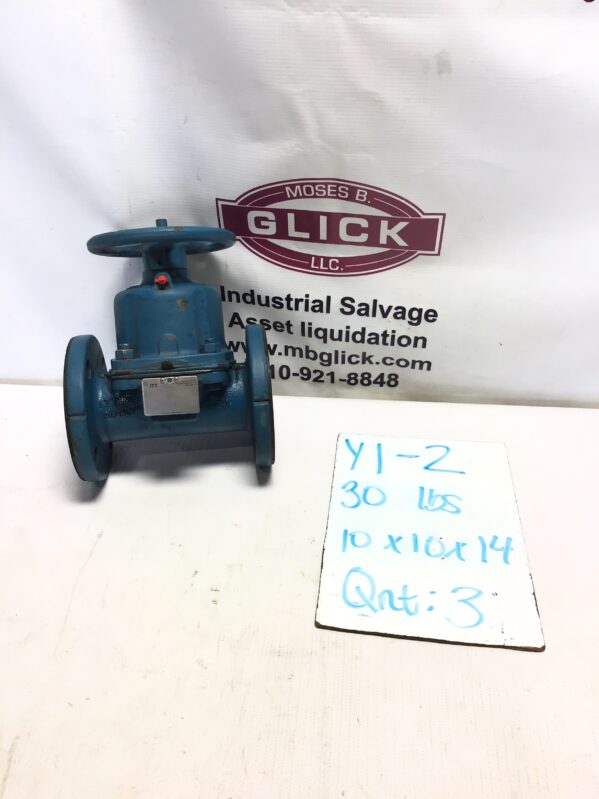 MOSES B.
GLICK
LLC.
Industrial Salvage
Asset liquidation
www.mbglick.com
10-921-8848
ITT
Y1-2
30 lbs
10x10x14
Qnt: 3